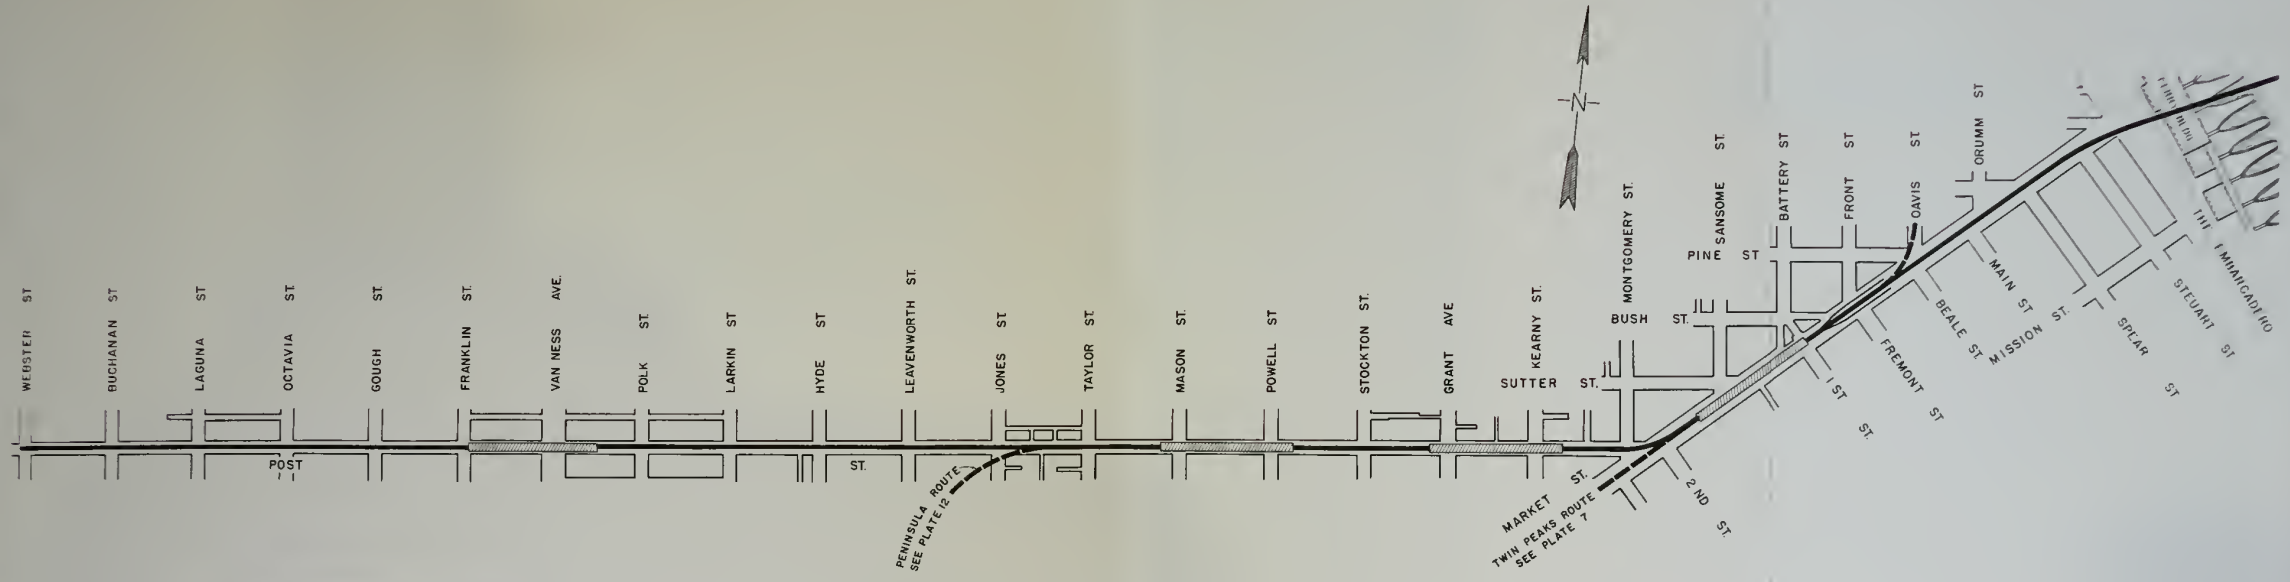 WEBSTER ST
BUCHANAN ST
LAGUNA ST
OCTAVIA ST.
GOUGH ST.
FRANKLIN ST.
VAN NESS AVE.
POLK ST.
LARKIN ST
HYDE ST
LEAVENWORTH ST.
JONES ST
TAYLOR ST.
MASON ST.
POWELL ST
STOCKTON ST.
GRANT AVE
KEARNY ST.
SUTTER ST.
MONTGOMERY ST.
BUSH ST.
SANSOME ST.
PINE ST
BATTERY ST
FRONT ST
DAVIS ST
DRUMM ST
N
FERRY BLDG
THE EMBARCADERO
STEUART ST
SPEAR ST
MISSION ST.
MAIN ST
BEALE ST.
FREMONT ST
1 ST ST.
2 ND ST.
MARKET ST.
TWIN PEAKS ROUTE
SEE PLATE 7
POST ST.
PENINSULA ROUTE
SEE PLATE 12